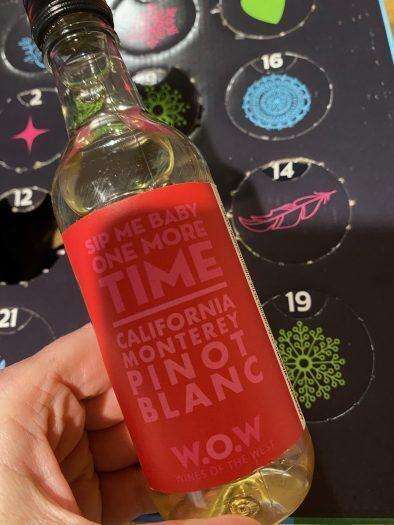 16
2
14
12
19
21
SIP ME BABY
ONE MORE
TIME
CALIFORNIA
MONTEREY
PINOT
BLANC
W.O.W
WINES OF THE WEST